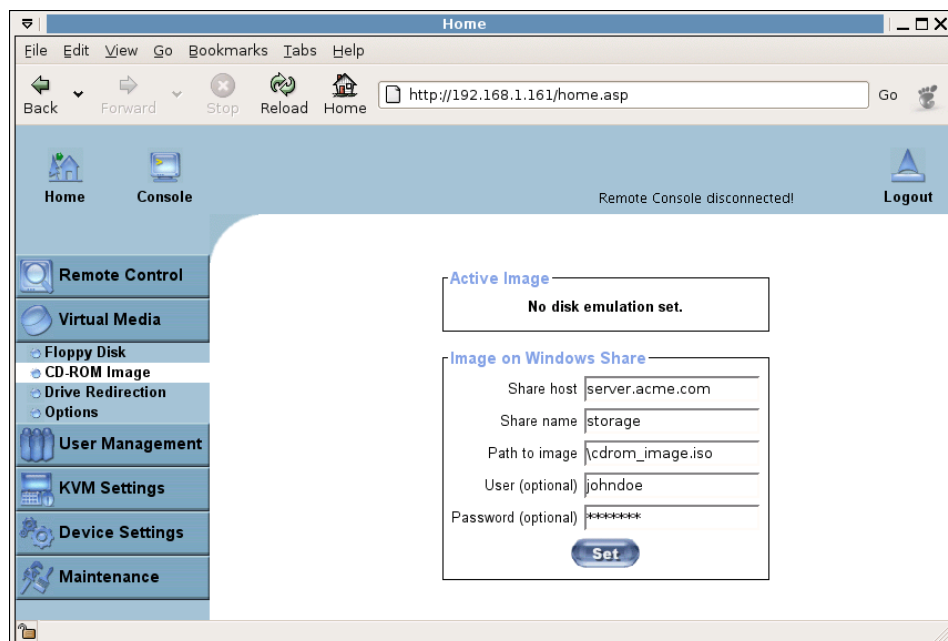 Home
File Edit View Go Bookmarks Tabs Help
Back Forward Stop Reload Home http://192.168.1.161/home.asp Go
Home Console Remote Console disconnected! Logout
Remote Control
Virtual Media
Floppy Disk
CD-ROM Image
Drive Redirection
Options
User Management
KVM Settings
Device Settings
Maintenance
Active Image
No disk emulation set.
Image on Windows Share
Share host server.acme.com
Share name storage
Path to image \cdrom_image.iso
User (optional) johndoe
Password (optional) *******
Set